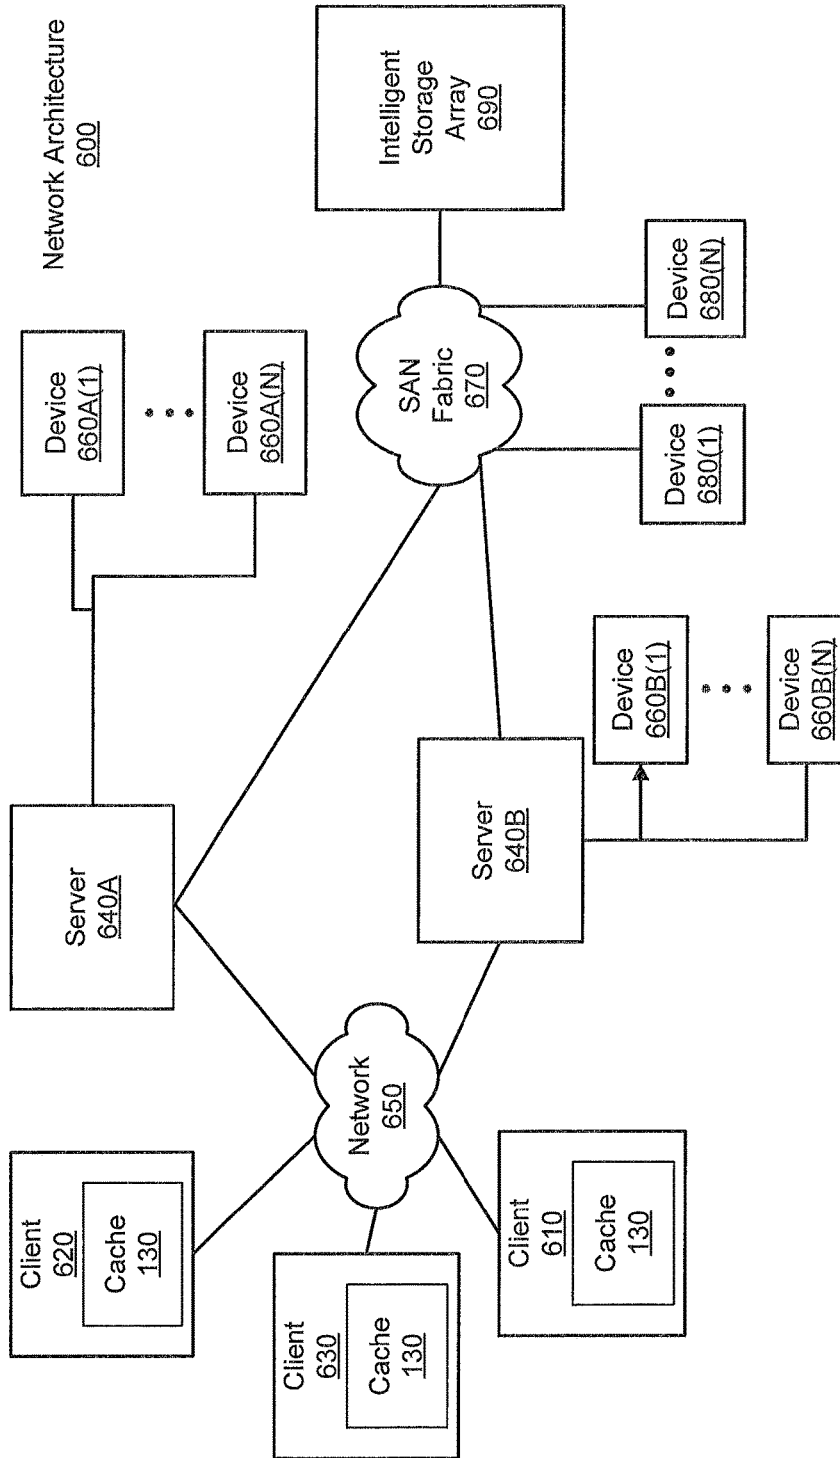 Network Architecture
600
Client
620
Cache
130
Client
630
Cache
130
Client
610
Cache
130
Network
650
Server
640A
Server
640B
Device
660A(1)
Device
660A(N)
Device
660B(1)
Device
660B(N)
SAN
Fabric
670
Device
680(1)
Device
680(N)
Intelligent
Storage
Array
690